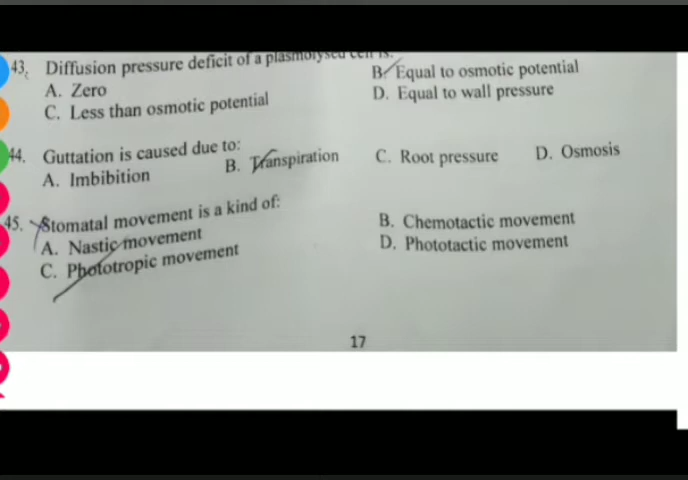 43. Diffusion pressure deficit of a plasmolysed cell is:
A. Zero
B. Equal to osmotic potential
C. Less than osmotic potential
D. Equal to wall pressure
44. Guttation is caused due to:
A. Imbibition
B. Transpiration
C. Root pressure
D. Osmosis
45. Stomatal movement is a kind of:
A. Nastic movement
B. Chemotactic movement
C. Phototropic movement
D. Phototactic movement
17